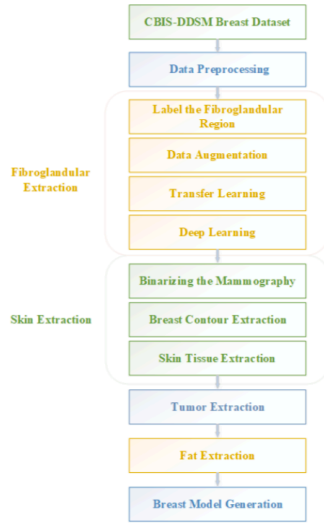 CBIS-DDSM Breast Dataset
Data Preprocessing
Label the Fibroglandular
Region
Data Augmentation
Fibroglandular
Extraction
Transfer Learning
Deep Learning
Binarizing the Mammography
Skin Extraction
Breast Contour Extraction
Skin Tissue Extraction
Tumor Extraction
Fat Extraction
Breast Model Generation